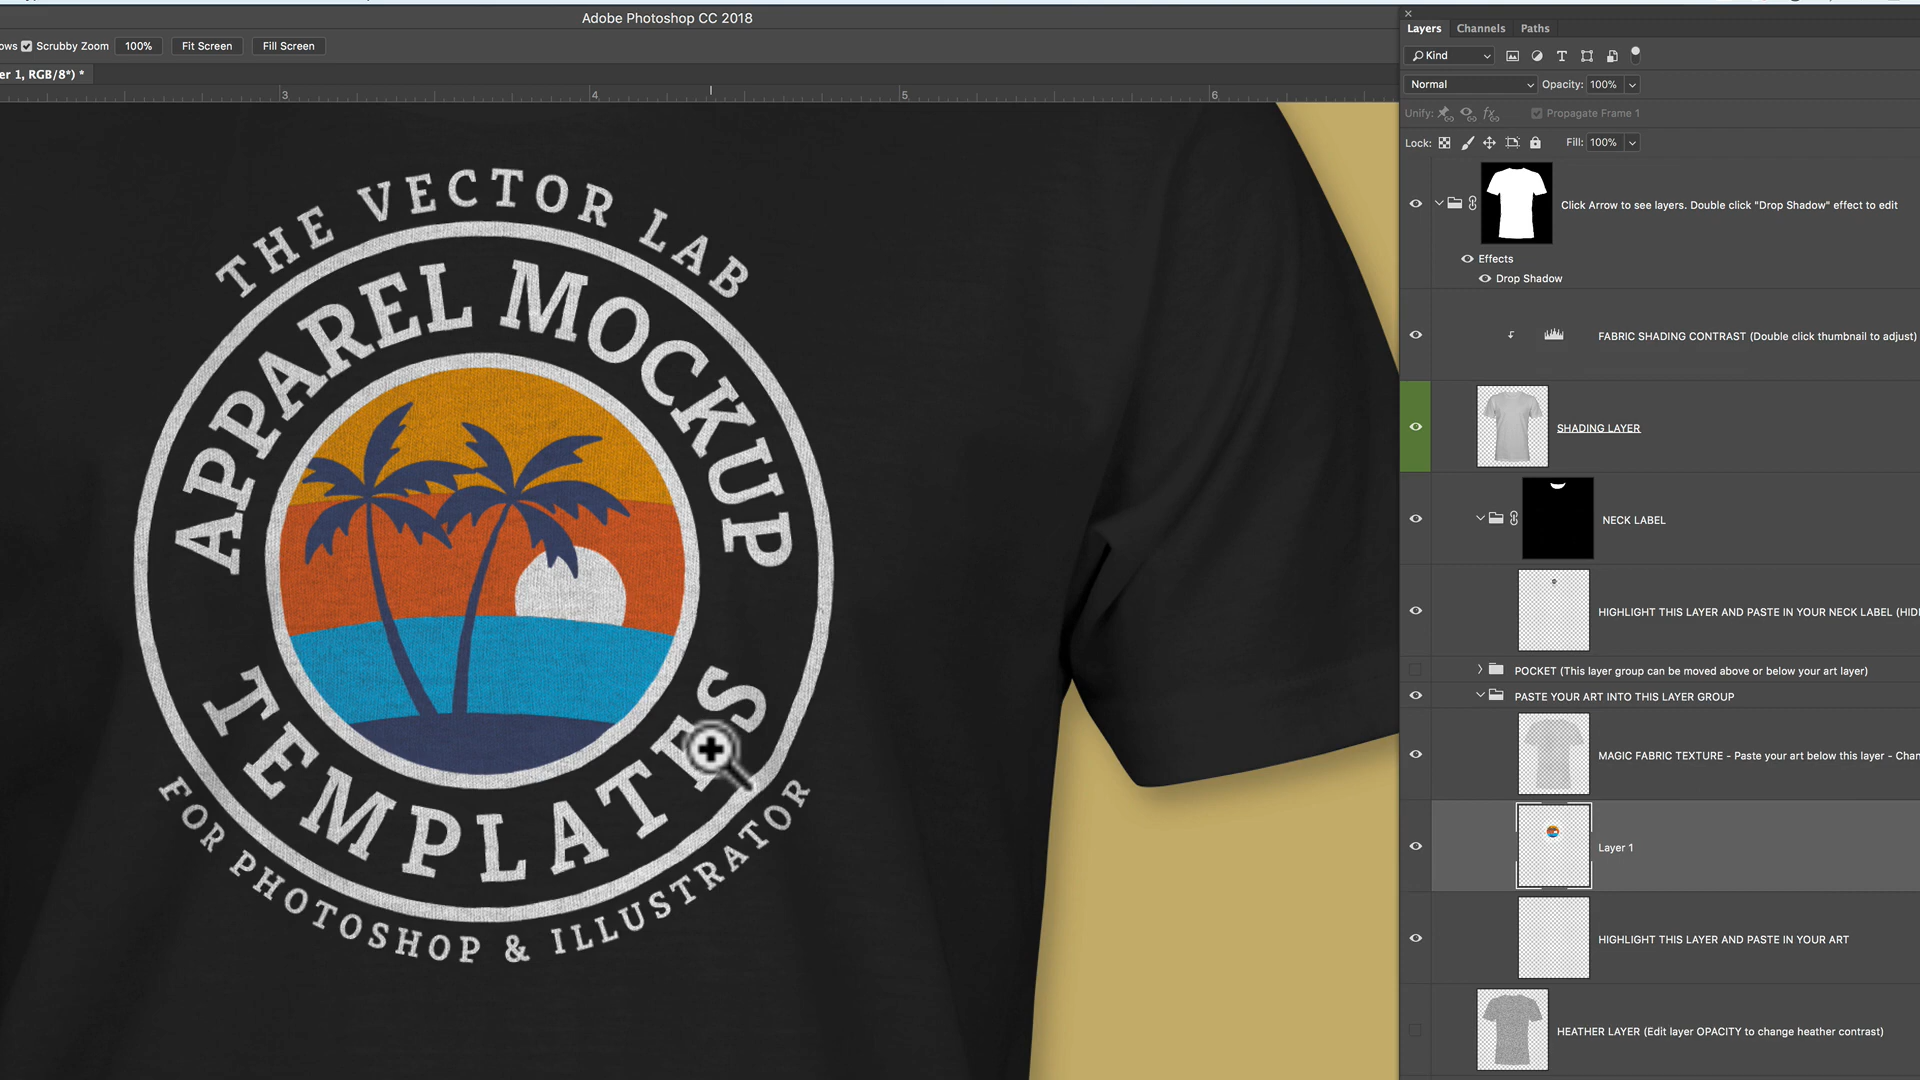 Adobe Photoshop CC 2018
ows Scrubby Zoom 100% Fit Screen Fill Screen
er 1, RGB/8*) *
3 4 5 6
THE VECTOR LAB
APPAREL MOCKUP
TEMPLATES
FOR PHOTOSHOP & ILLUSTRATOR
Layers Channels Paths
Kind
Normal Opacity: 100%
Unify: Propagate Frame 1
Lock: Fill: 100%
Click Arrow to see layers. Double click "Drop Shadow" effect to edit
Effects
Drop Shadow
FABRIC SHADING CONTRAST (Double click thumbnail to adjust)
SHADING LAYER
NECK LABEL
HIGHLIGHT THIS LAYER AND PASTE IN YOUR NECK LABEL (HID
POCKET (This layer group can be moved above or below your art layer)
PASTE YOUR ART INTO THIS LAYER GROUP
MAGIC FABRIC TEXTURE - Paste your art below this layer - Chan
Layer 1
HIGHLIGHT THIS LAYER AND PASTE IN YOUR ART
HEATHER LAYER (Edit layer OPACITY to change heather contrast)